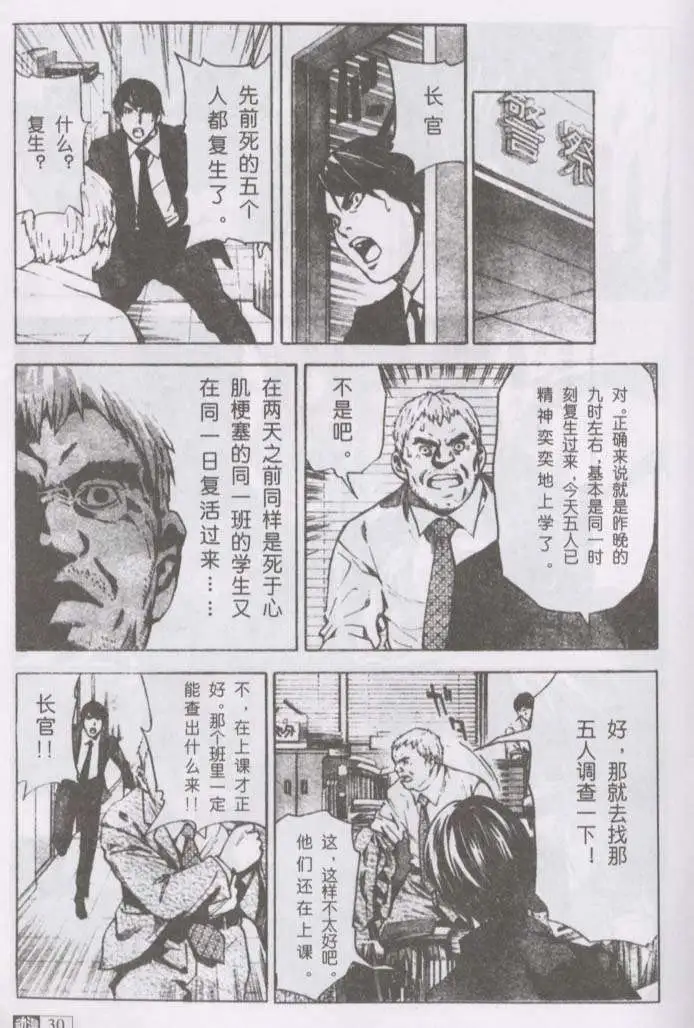 警察
长官
先前死的五个
人都复生了。
什么?
复生?
对。正确来说就是昨晚的
九时左右,基本是同一时
刻复生过来,今天五人已
精神奕奕地上学了。
不是吧。
在两天之前同样是死于心
肌梗塞的同一班的学生又
在同一日复活过来……
好,那就去找那
五人调查一下!
这,这样不太好吧。
他们还在上课。
不,在上课才正
好。那个班里一定
能查出什么来!!
长官!!
动漫 30